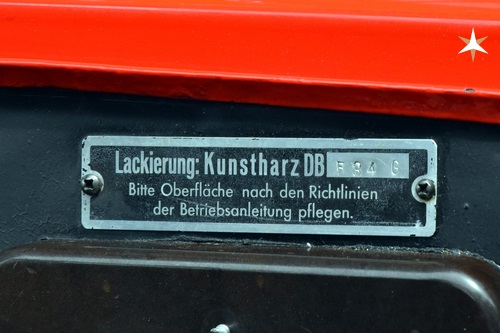 Lackierung: Kunstharz DB
Bitte Oberfläche nach den Richtlinien
der Betriebsanleitung pflegen.